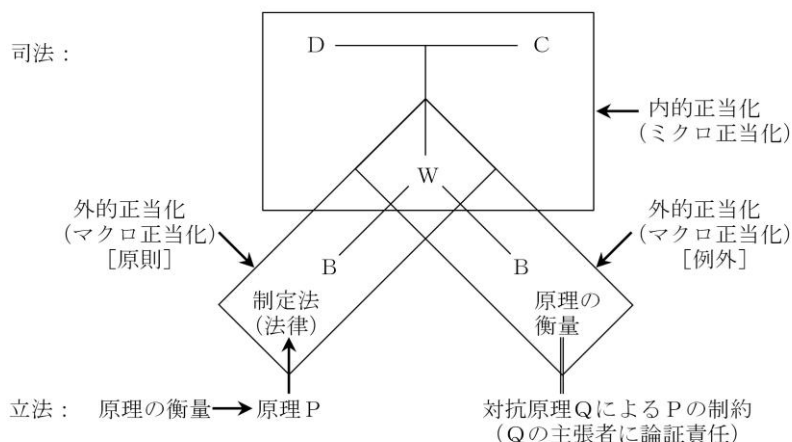 司法：
D
C
内的正当化
（ミクロ正当化）
W
外的正当化
（マクロ正当化）
［原則］
外的正当化
（マクロ正当化）
［例外］
B
B
制定法
（法律）
原理の
衡量
立法：
原理の衡量
原理Ｐ
対抗原理ＱによるＰの制約
（Ｑの主張者に論証責任）